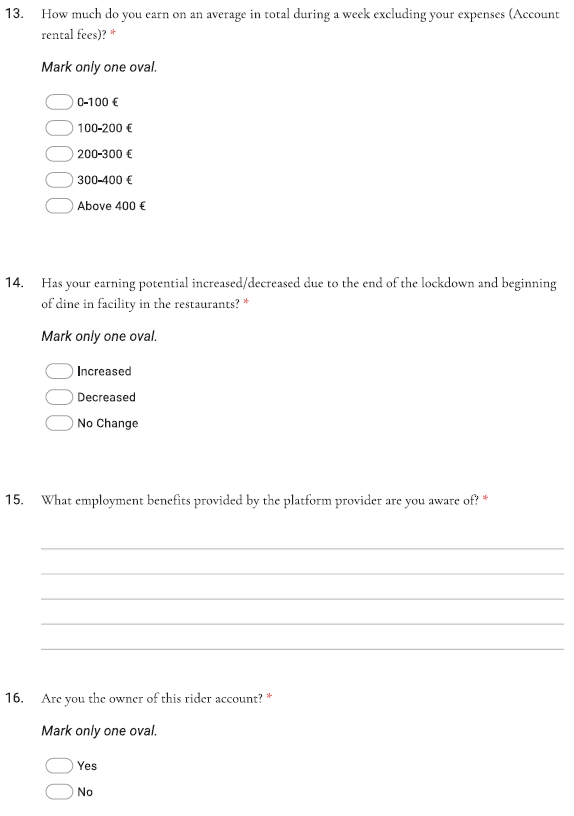 13. How much do you earn on an average in total during a week excluding your expenses (Account
rental fees)? *
Mark only one oval.
0-100 €
100-200 €
200-300 €
300-400 €
Above 400 €
14. Has your earning potential increased/decreased due to the end of the lockdown and beginning
of dine in facility in the restaurants? *
Mark only one oval.
Increased
Decreased
No Change
15. What employment benefits provided by the platform provider are you aware of? *
16. Are you the owner of this rider account? *
Mark only one oval.
Yes
No